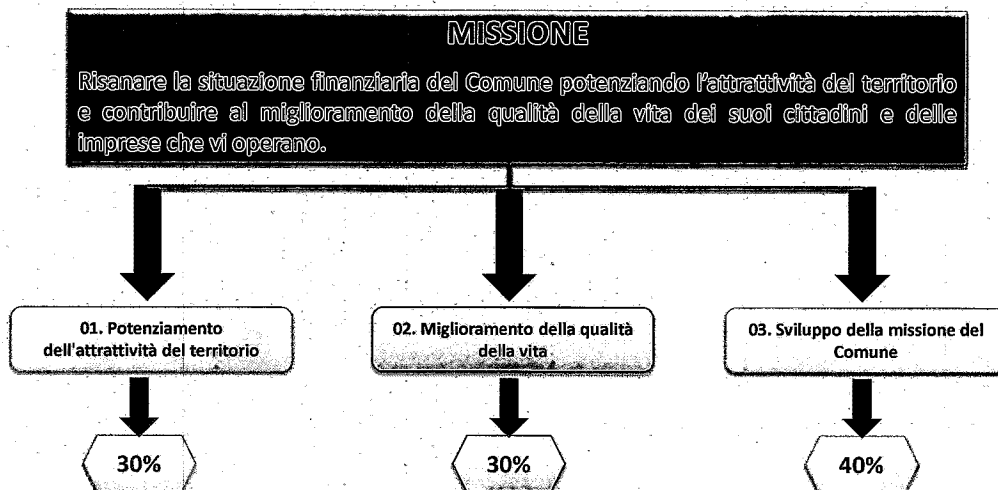 MISSIONE
Risanare la situazione finanziaria del Comune potenziando l'attrattività del territorio
e contribuire al miglioramento della qualità della vita dei suoi cittadini e delle
imprese che vi operano.
01. Potenziamento
dell'attrattività del territorio
02. Miglioramento della qualità
della vita
03. Sviluppo della missione del
Comune
30%
30%
40%